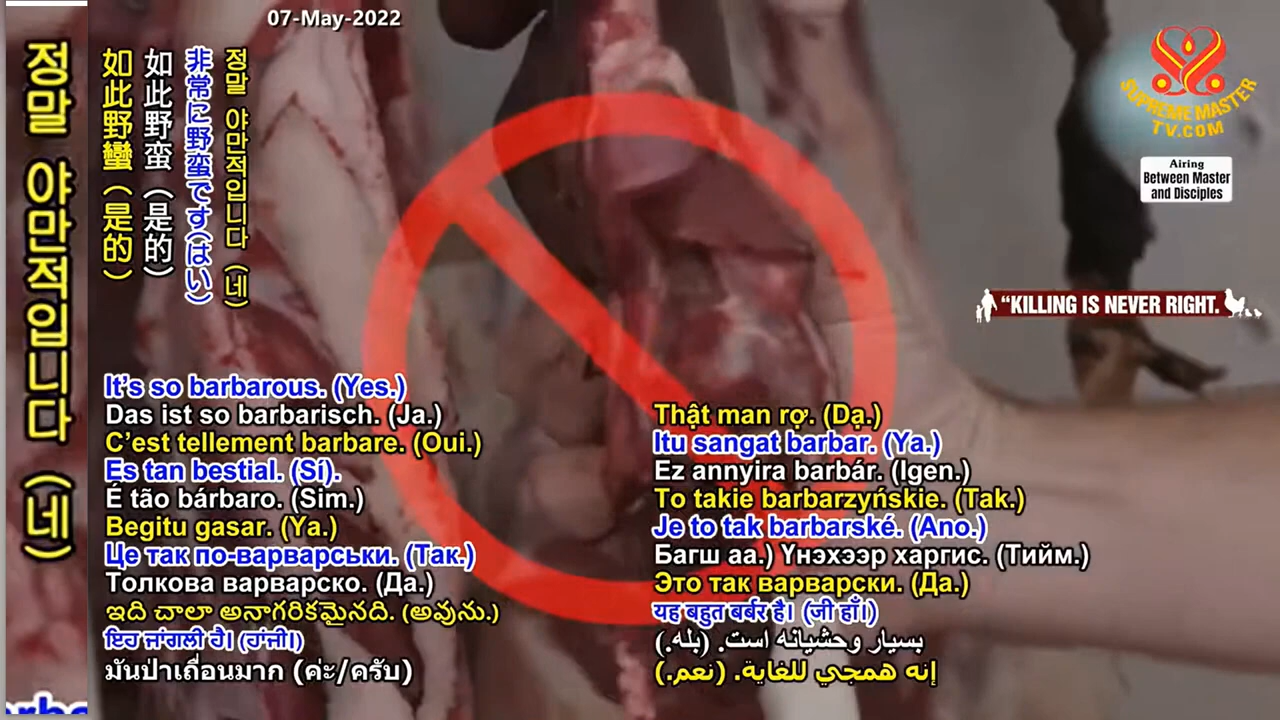 07-May-2022
정말 야만적입니다 (네)
如此野蠻 (是的)
如此野蛮 (是的)
非常に野蛮です(はい)
정말 야만적입니다 (네)
It's so barbarous. (Yes.)
Das ist so barbarisch. (Ja.)
C'est tellement barbare. (Oui.)
Es tan bestial. (Sí).
É tão bárbaro. (Sim.)
Begitu gasar. (Ya.)
Це так по-варварськи. (Так.)
Толкова варварско. (Да.)
ఇది చాలా అనాగరికమైనది. (అవును.)
ਇਹ ਜਾਂਗਲੀ ਹੈ। (ਹਾਂਜੀ।)
มันป่าเถื่อนมาก (ค่ะ/ครับ)
Thật man rợ. (Dạ.)
Itu sangat barbar. (Ya.)
Ez annyira barbár. (Igen.)
To takie barbarzyńskie. (Tak.)
Je to tak barbarské. (Ano.)
Багш аа.) Үнэхээр харгис. (Тийм.)
Это так варварски. (Да.)
यह बहुत बर्बर है। (जी हाँ।)
بسیار وحشیانه است. (بله.)
إنه همجي للغاية. (نعم.)
SUPREME MASTER
TV.COM
Airing
Between Master
and Disciples
"KILLING IS NEVER RIGHT.